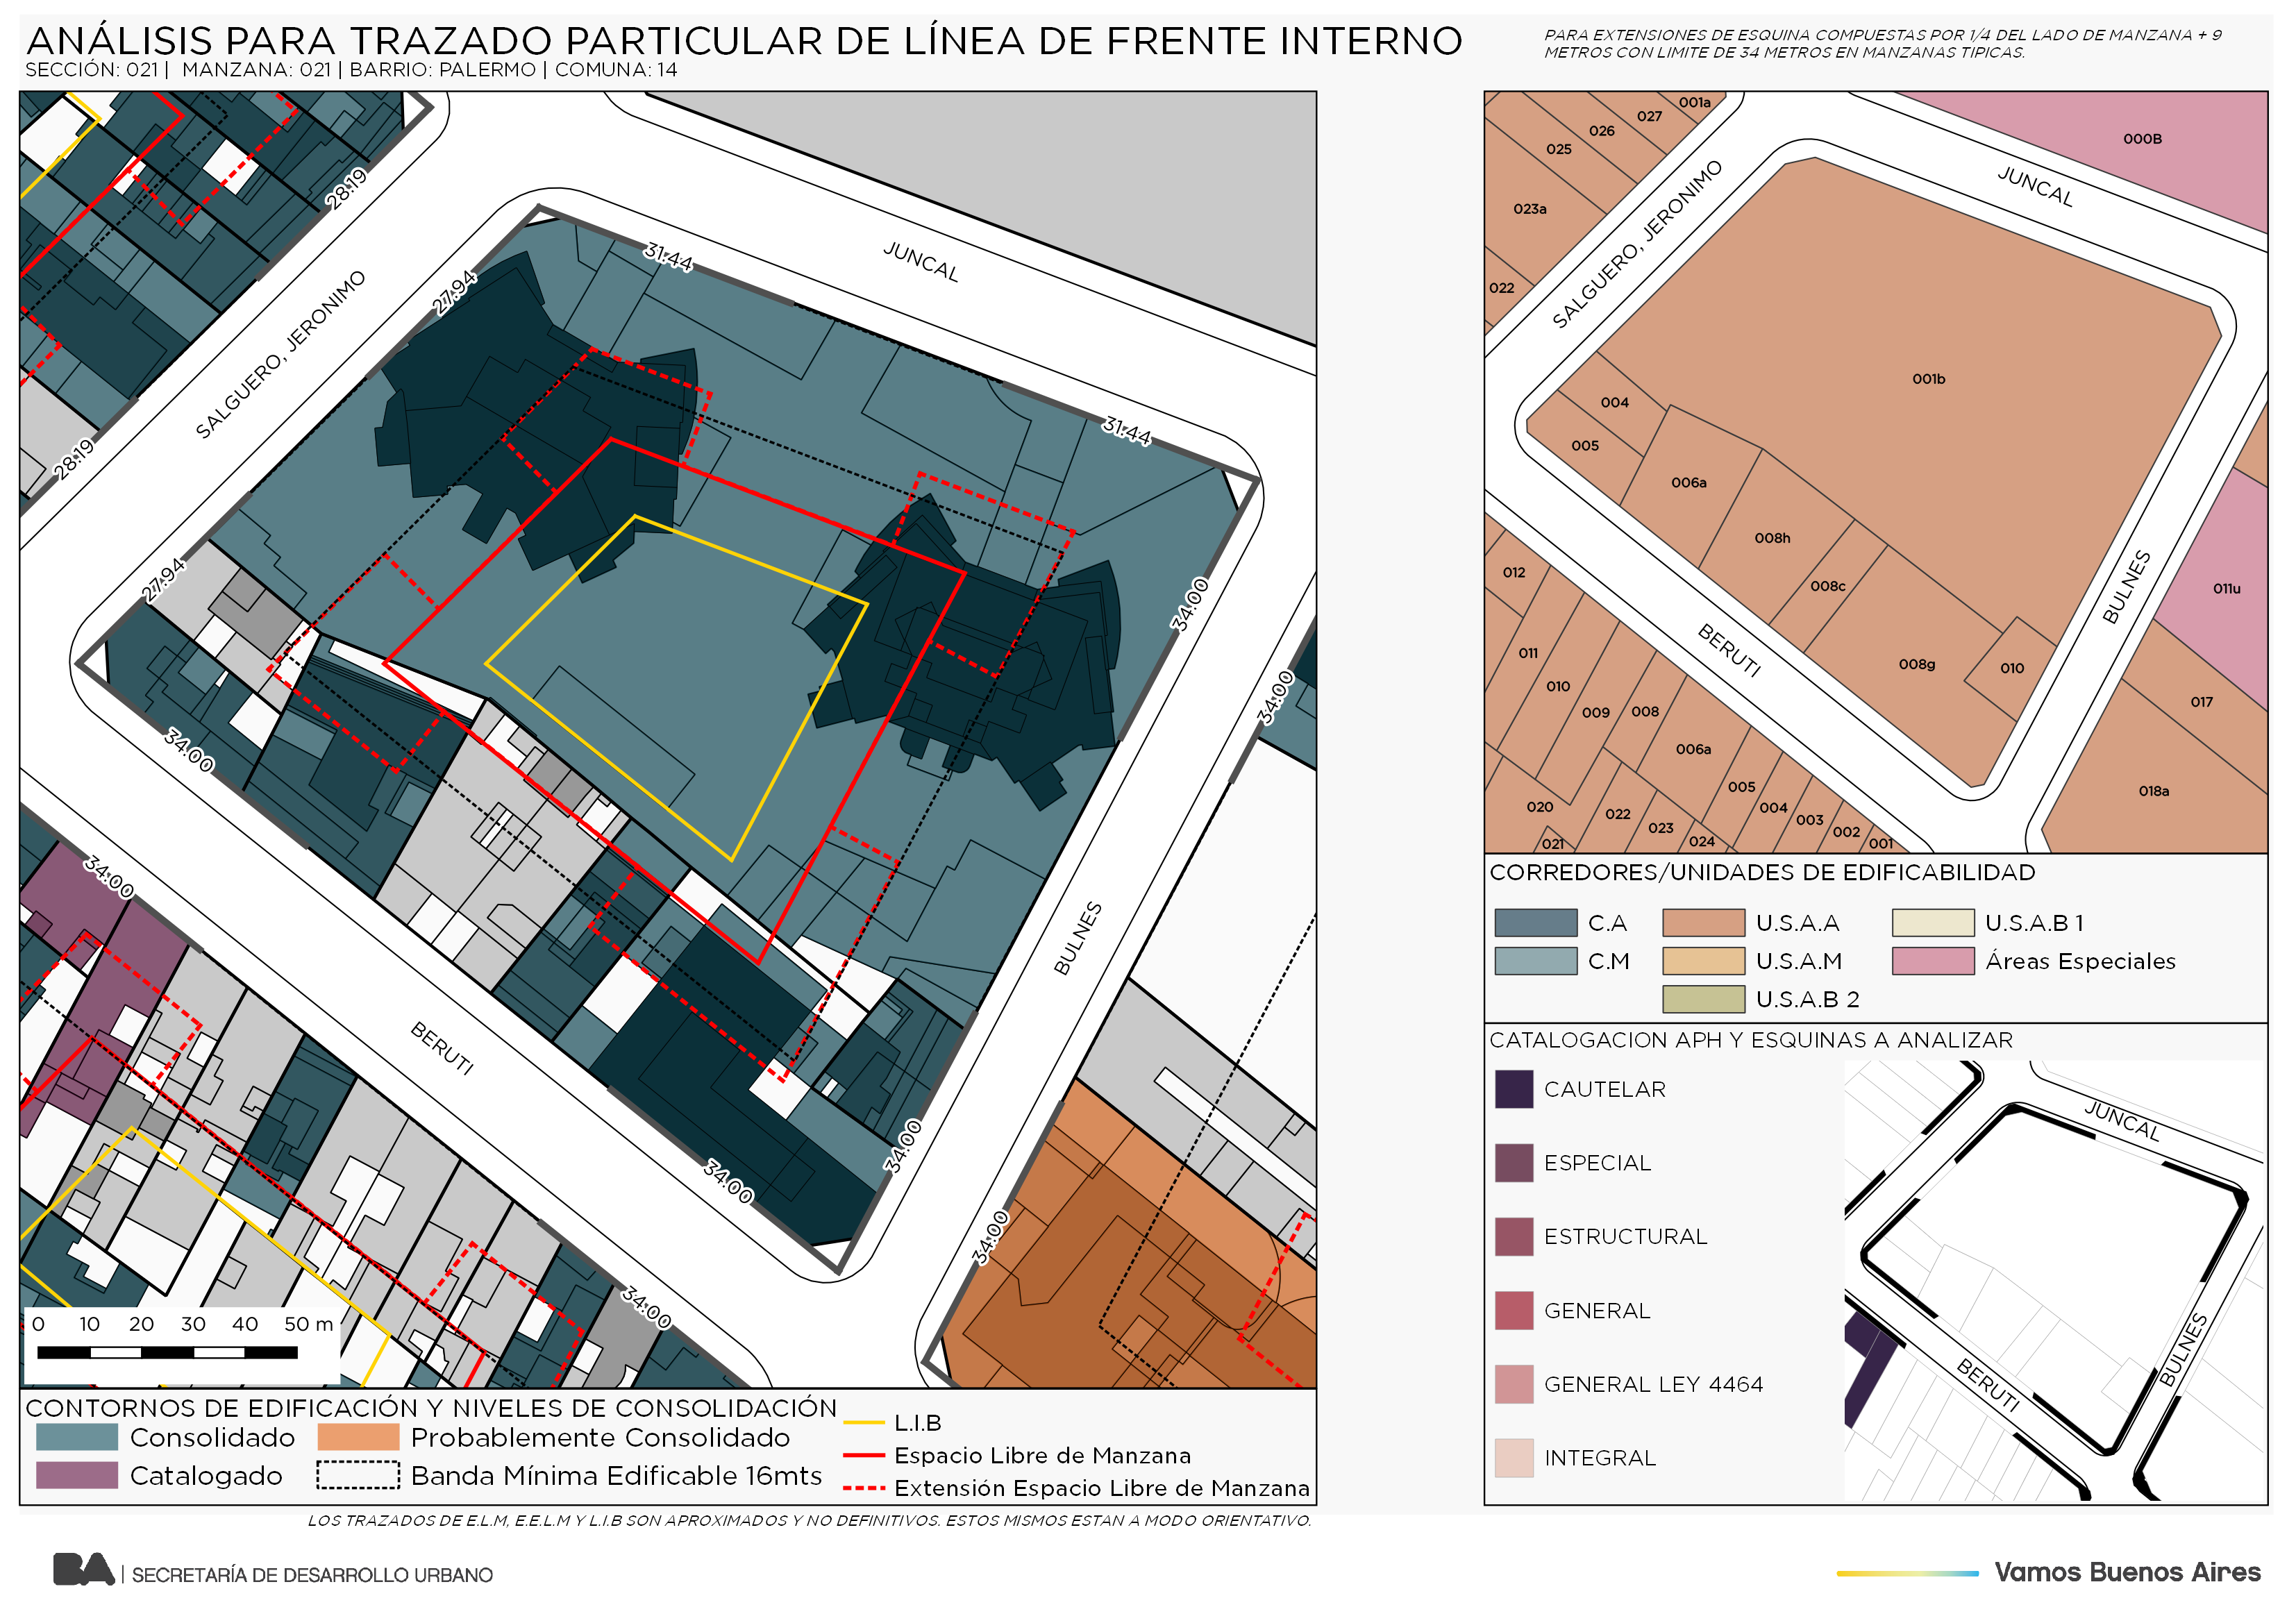 ANÁLISIS PARA TRAZADO PARTICULAR DE LÍNEA DE FRENTE INTERNO
SECCIÓN: 021 | MANZANA: 021 | BARRIO: PALERMO | COMUNA: 14
PARA EXTENSIONES DE ESQUINA COMPUESTAS POR 1/4 DEL LADO DE MANZANA + 9
METROS CON LIMITE DE 34 METROS EN MANZANAS TIPICAS.
28.19
31.44
JUNCAL
27.94
SALGUERO, JERONIMO
31.44
28.19
27.94
34.00
34.00
34.00
34.00
BULNES
BERUTI
34.00
34.00
34.00
34.00
0 10 20 30 40 50 m
CONTORNOS DE EDIFICACIÓN Y NIVELES DE CONSOLIDACIÓN
Consolidado
Probablemente Consolidado
Catalogado
Banda Mínima Edificable 16mts
L.I.B
Espacio Libre de Manzana
Extensión Espacio Libre de Manzana
LOS TRAZADOS DE E.L.M, E.E.L.M Y L.I.B SON APROXIMADOS Y NO DEFINITIVOS. ESTOS MISMOS ESTAN A MODO ORIENTATIVO.
001a
027
026
025
000B
JUNCAL
023a
SALGUERO, JERONIMO
022
001b
004
005
006a
008h
012
008c
BULNES
011u
011
BERUTI
008g
010
010
009
008
017
006a
005
018a
020
004
022
003
023
002
021
024
001
CORREDORES/UNIDADES DE EDIFICABILIDAD
C.A
U.S.A.A
U.S.A.B 1
C.M
U.S.A.M
Áreas Especiales
U.S.A.B 2
CATALOGACION APH Y ESQUINAS A ANALIZAR
CAUTELAR
ESPECIAL
ESTRUCTURAL
GENERAL
GENERAL LEY 4464
INTEGRAL
JUNCAL
BULNES
BERUTI
BA | SECRETARÍA DE DESARROLLO URBANO
Vamos Buenos Aires